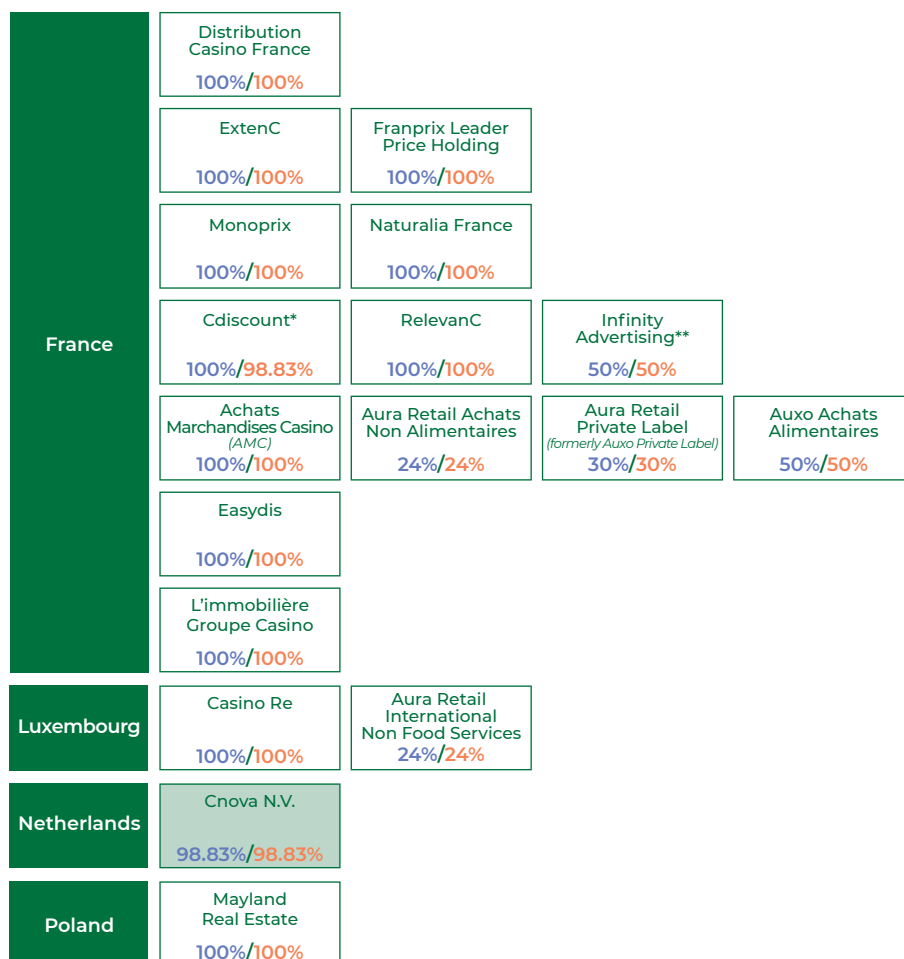 France
Distribution
Casino France
100%/100%
ExtenC
100%/100%
Franprix Leader
Price Holding
100%/100%
Monoprix
100%/100%
Naturalia France
100%/100%
Cdiscount*
100%/98.83%
RelevanC
100%/100%
Infinity
Advertising**
50%/50%
Achats
Marchandises Casino
(AMC)
100%/100%
Aura Retail Achats
Non Alimentaires
24%/24%
Aura Retail
Private Label
(formerly Auxo Private Label)
30%/30%
Auxo Achats
Alimentaires
50%/50%
Easydis
100%/100%
L’immobilière
Groupe Casino
100%/100%
Luxembourg
Casino Re
100%/100%
Aura Retail
International
Non Food Services
24%/24%
Netherlands
Cnova N.V.
98.83%/98.83%
Poland
Mayland
Real Estate
100%/100%